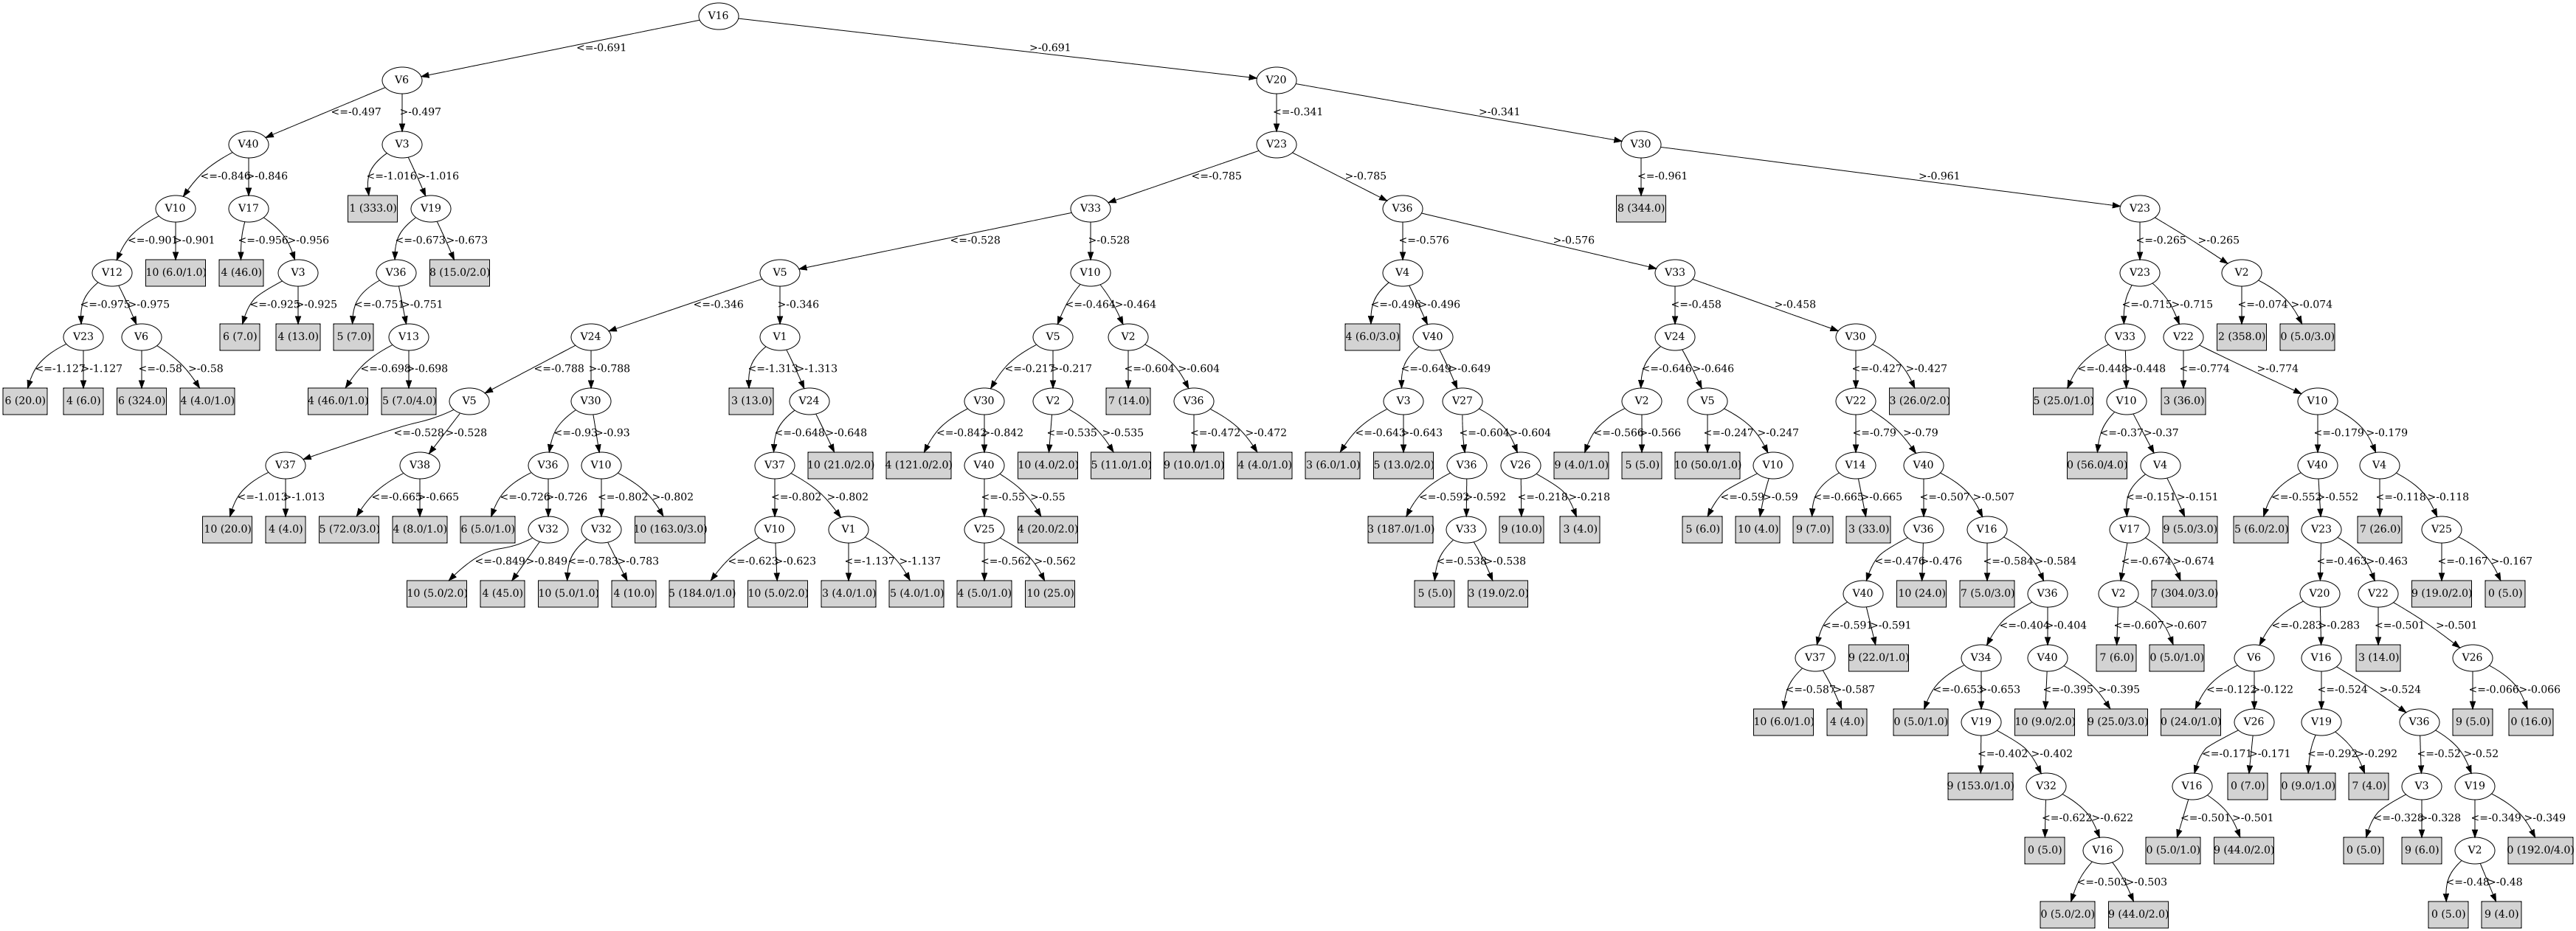 V16
<=-0.691 >-0.691
V6 V20
<=-0.497 >-0.497 <=-0.341 >-0.341
V40 V3 V23 V30
<=-0.846 >-0.846 <=-1.016 >-1.016 <=-0.785 >-0.785 <=-0.961 >-0.961
V10 V17 1 (333.0) V19 V33 V36 8 (344.0) V23
<=-0.901 >-0.901 <=-0.956 >-0.956 <=-0.673 >-0.673 <=-0.528 >-0.528 <=-0.576 >-0.576 <=-0.265 >-0.265
V12 10 (6.0/1.0) 4 (46.0) V3 V36 8 (15.0/2.0) V5 V10 V4 V33 V23 V2
<=-0.975 >-0.975 <=-0.925 >-0.925 <=-0.751 >-0.751 <=-0.346 >-0.346 <=-0.464 >-0.464 <=-0.496 >-0.496 <=-0.458 >-0.458 <=-0.715 >-0.715 <=-0.074 >-0.074
V23 V6 6 (7.0) 4 (13.0) 5 (7.0) V13 V24 V1 V5 V2 4 (6.0/3.0) V40 V24 V30 V33 V22 2 (358.0) 0 (5.0/3.0)
<=-1.127 >-1.127 <=-0.58 >-0.58 <=-0.698 >-0.698 <=-0.788 >-0.788 <=-1.313 >-1.313 <=-0.217 >-0.217 <=-0.604 >-0.604 <=-0.649 >-0.649 <=-0.646 >-0.646 <=-0.427 >-0.427 <=-0.448 >-0.448 <=-0.774 >-0.774
6 (20.0) 4 (6.0) 6 (324.0) 4 (4.0/1.0) 4 (46.0/1.0) 5 (7.0/4.0) V5 V30 3 (13.0) V24 V30 V2 7 (14.0) V36 V3 V27 V2 V5 V22 3 (26.0/2.0) 5 (25.0/1.0) V10 3 (36.0) V10
<=-0.528 >-0.528 <=-0.93 >-0.93 <=-0.648 >-0.648 <=-0.842 >-0.842 <=-0.535 >-0.535 <=-0.472 >-0.472 <=-0.643 >-0.643 <=-0.604 >-0.604 <=-0.566 >-0.566 <=-0.247 >-0.247 <=-0.79 >-0.79 <=-0.37 >-0.37 <=-0.179 >-0.179
V37 V38 V36 V10 V37 10 (21.0/2.0) 4 (121.0/2.0) V40 10 (4.0/2.0) 5 (11.0/1.0) 9 (10.0/1.0) 4 (4.0/1.0) 3 (6.0/1.0) 5 (13.0/2.0) V36 V26 9 (4.0/1.0) 5 (5.0) 10 (50.0/1.0) V10 V14 V40 0 (56.0/4.0) V4 V40 V4
<=-1.013 >-1.013 <=-0.665 >-0.665 <=-0.726 >-0.726 <=-0.802 >-0.802 <=-0.802 >-0.802 <=-0.55 >-0.55 <=-0.592 >-0.592 <=-0.218 >-0.218 <=-0.59 >-0.59 <=-0.665 >-0.665 <=-0.507 >-0.507 <=-0.151 >-0.151 <=-0.552 >-0.552 <=-0.118 >-0.118
10 (20.0) 4 (4.0) 5 (72.0/3.0) 4 (8.0/1.0) 6 (5.0/1.0) V32 V32 10 (163.0/3.0) V10 V1 V25 4 (20.0/2.0) 3 (187.0/1.0) V33 9 (10.0) 3 (4.0) 5 (6.0) 10 (4.0) 9 (7.0) 3 (33.0) V36 V16 V17 9 (5.0/3.0) 5 (6.0/2.0) V23 7 (26.0) V25
<=-0.849 >-0.849 <=-0.783 >-0.783 <=-0.623 >-0.623 <=-1.137 >-1.137 <=-0.562 >-0.562 <=-0.538 >-0.538 <=-0.476 >-0.476 <=-0.584 >-0.584 <=-0.674 >-0.674 <=-0.463 >-0.463 <=-0.167 >-0.167
10 (5.0/2.0) 4 (45.0) 10 (5.0/1.0) 4 (10.0) 5 (184.0/1.0) 10 (5.0/2.0) 3 (4.0/1.0) 5 (4.0/1.0) 4 (5.0/1.0) 10 (25.0) 5 (5.0) 3 (19.0/2.0) V40 10 (24.0) 7 (5.0/3.0) V36 V2 7 (304.0/3.0) V20 V22 9 (19.0/2.0) 0 (5.0)
<=-0.591 >-0.591 <=-0.404 >-0.404 <=-0.607 >-0.607 <=-0.283 >-0.283 <=-0.501 >-0.501
V37 9 (22.0/1.0) V34 V40 7 (6.0) 0 (5.0/1.0) V6 V16 3 (14.0) V26
<=-0.587 >-0.587 <=-0.653 >-0.653 <=-0.395 >-0.395 <=-0.122 >-0.122 <=-0.524 >-0.524 <=-0.066 >-0.066
10 (6.0/1.0) 4 (4.0) 0 (5.0/1.0) V19 10 (9.0/2.0) 9 (25.0/3.0) 0 (24.0/1.0) V26 V19 V36 9 (5.0) 0 (16.0)
<=-0.402 >-0.402 <=-0.171 >-0.171 <=-0.292 >-0.292 <=-0.52 >-0.52
9 (153.0/1.0) V32 V16 0 (7.0) 0 (9.0/1.0) 7 (4.0) V3 V19
<=-0.622 >-0.622 <=-0.501 >-0.501 <=-0.328 >-0.328 <=-0.349 >-0.349
0 (5.0) V16 0 (5.0/1.0) 9 (44.0/2.0) 0 (5.0) 9 (6.0) V2 0 (192.0/4.0)
<=-0.503 >-0.503 <=-0.48 >-0.48
0 (5.0/2.0) 9 (44.0/2.0) 0 (5.0) 9 (4.0)